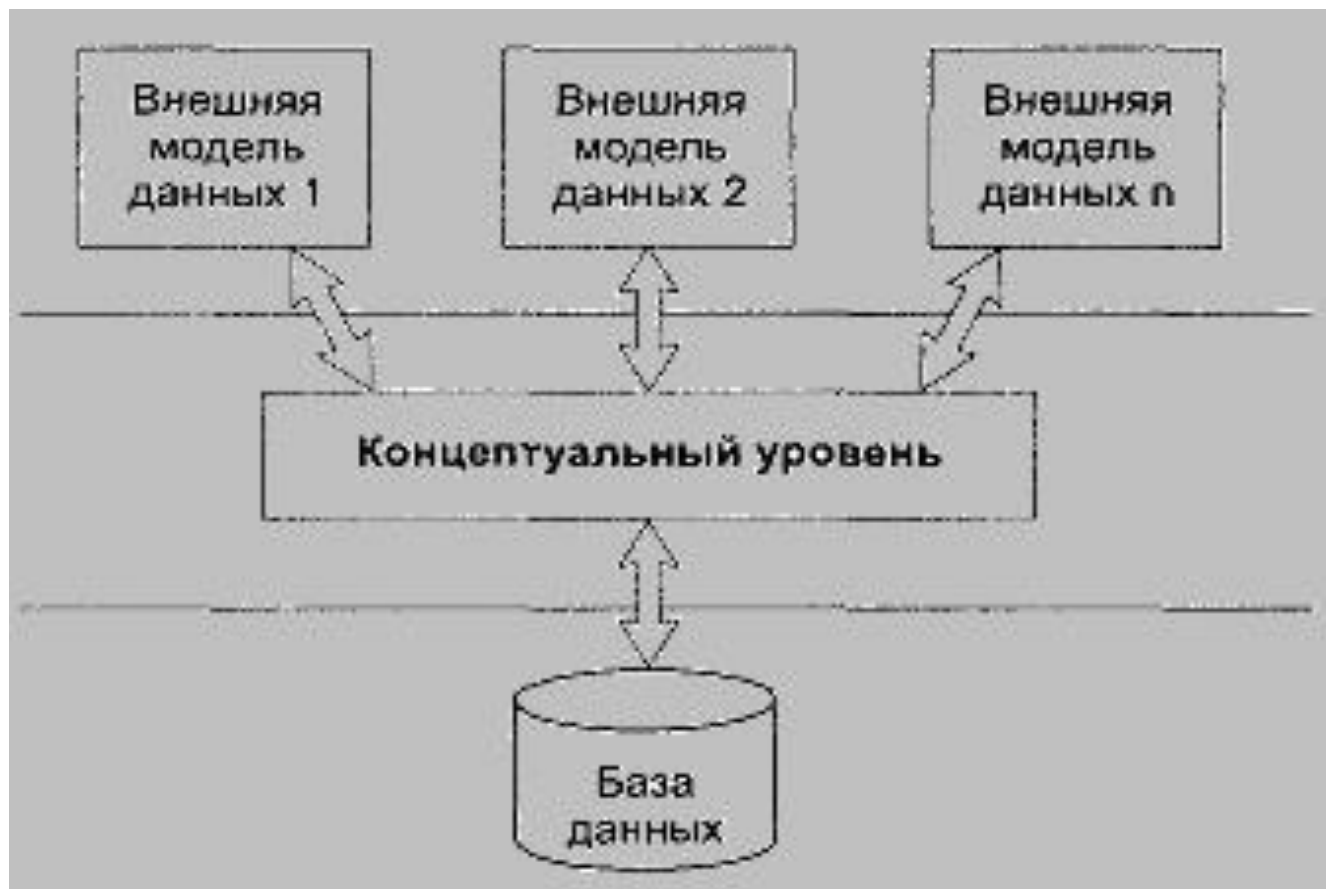 Внешняя
модель
данных 1
Внешняя
модель
данных 2
Внешняя
модель
данных n
Концептуальный уровень
База
данных